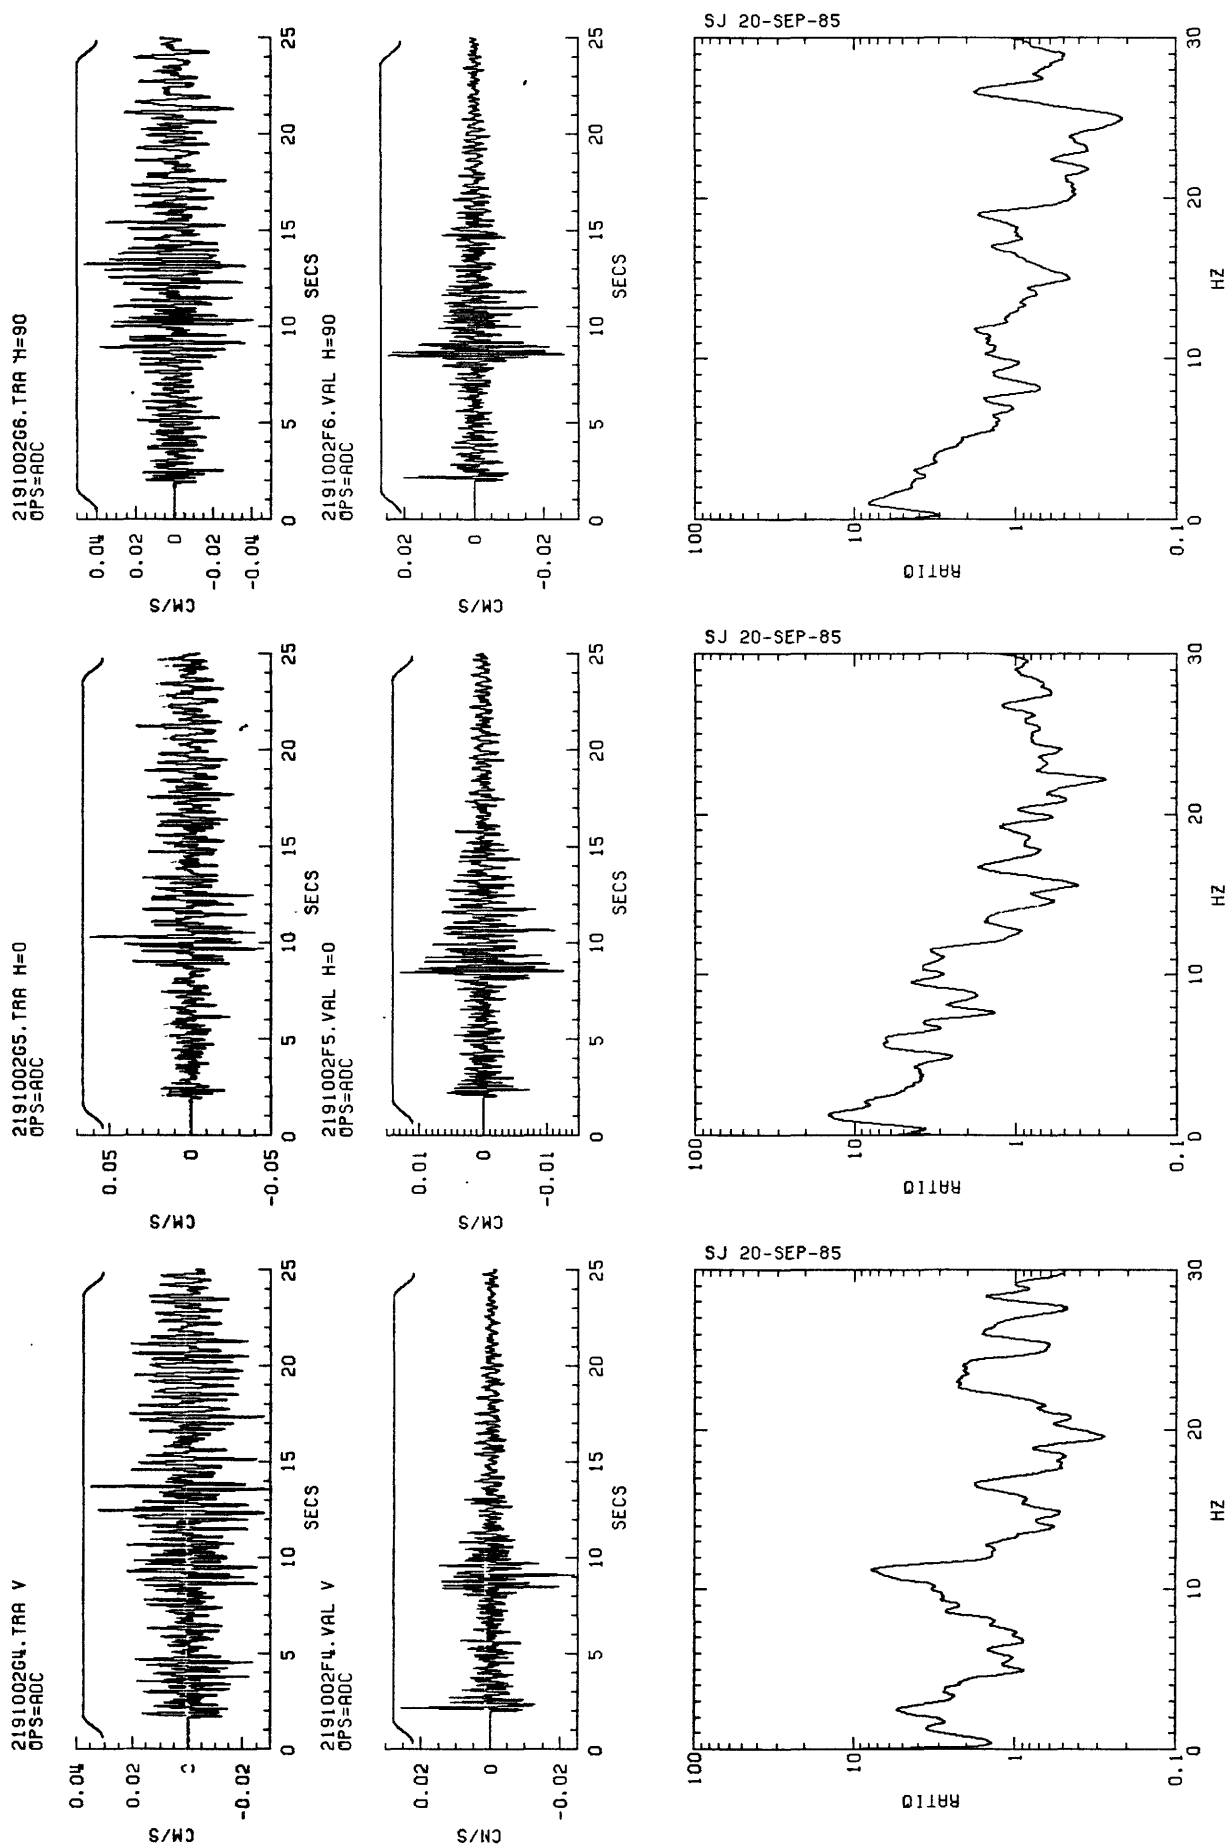 2191002G4.TRA V
OPS=ADC
0.04
0.02
0
-0.02
CM/S
0 5 10 15 20 25
SECS
2191002F4.VAL V
OPS=ADC
0.02
0
-0.02
CM/S
0 5 10 15 20 25
SECS
SJ 20-SEP-85
100
10
1
0.1
RATIO
0 10 20 30
HZ
2191002G5.TRA H=0
OPS=ADC
0.05
0
-0.05
CM/S
0 5 10 15 20 25
SECS
2191002F5.VAL H=0
OPS=ADC
0.01
0
-0.01
CM/S
0 5 10 15 20 25
SECS
SJ 20-SEP-85
100
10
1
0.1
RATIO
0 10 20 30
HZ
2191002G6.TRA H=90
OPS=ADC
0.04
0.02
0
-0.02
-0.04
CM/S
0 5 10 15 20 25
SECS
2191002F6.VAL H=90
OPS=ADC
0.02
0
-0.02
CM/S
0 5 10 15 20 25
SECS
SJ 20-SEP-85
100
10
1
0.1
RATIO
0 10 20 30
HZ